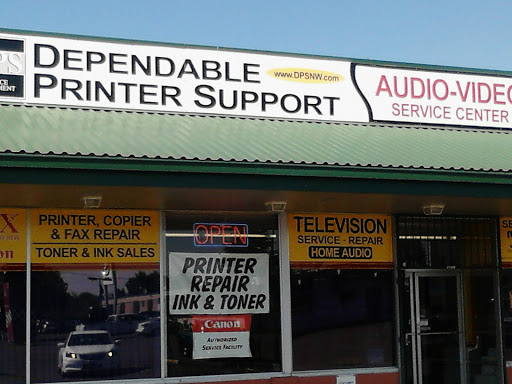 DEPENDABLE
PRINTER SUPPORT
www.DPSNW.com
AUDIO-VIDEO
SERVICE CENTER
PRINTER, COPIER
& FAX REPAIR
TONER & INK SALES
OPEN
PRINTER
REPAIR
INK & TONER
Canon
AUTHORIZED
SERVICE FACILITY
TELEVISION
SERVICE - REPAIR
HOME AUDIO